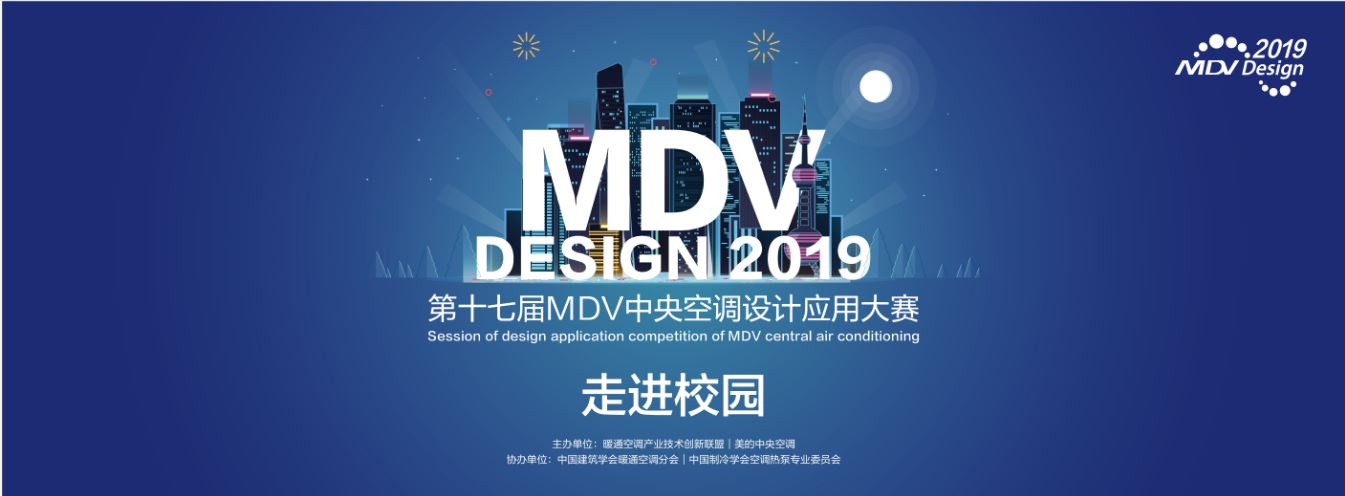 2019
MDV Design
MDV
DESIGN 2019
第十七届MDV中央空调设计应用大赛
Session of design application competition of MDV central air conditioning
走进校园
主办单位：暖通空调产业技术创新联盟｜美的中央空调
协办单位：中国建筑学会暖通空调分会｜中国制冷学会空调热泵专业委员会